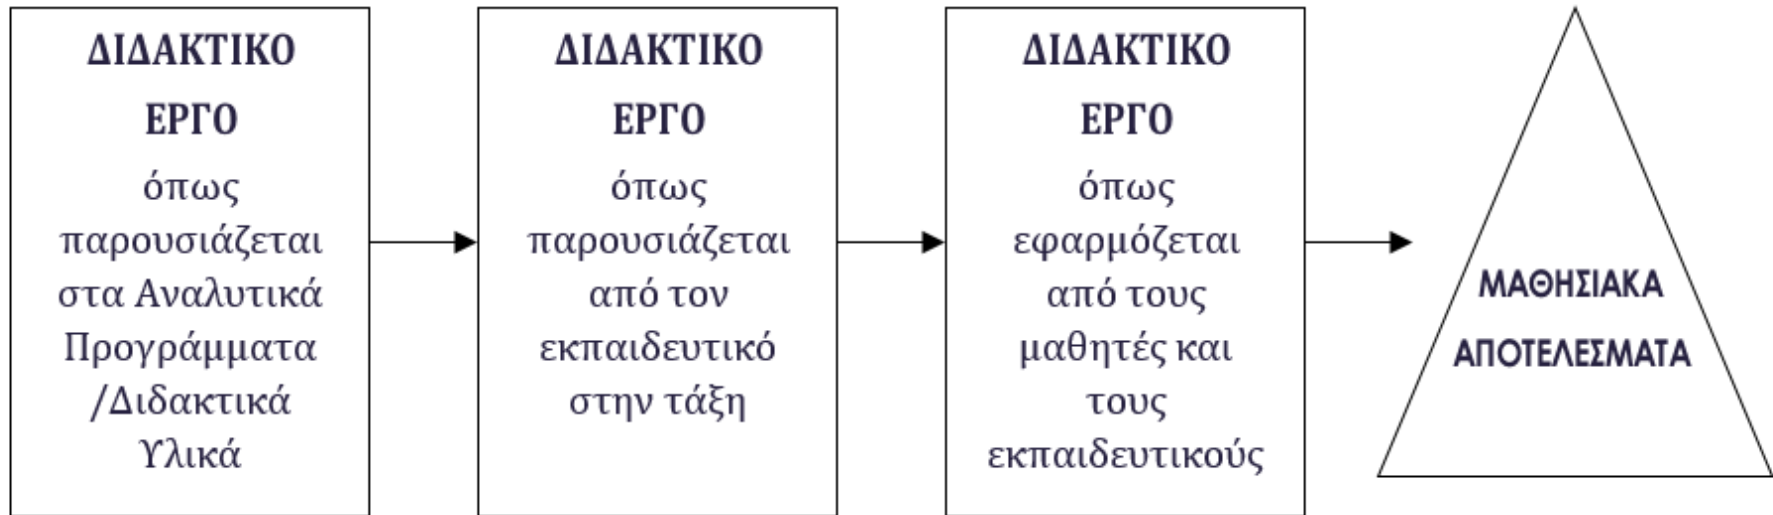 ΔΙΔΑΚΤΙΚΟ
ΕΡΓΟ
όπως
παρουσιάζεται
στα Αναλυτικά
Προγράμματα
/Διδακτικά
Υλικά
ΔΙΔΑΚΤΙΚΟ
ΕΡΓΟ
όπως
παρουσιάζεται
από τον
εκπαιδευτικό
στην τάξη
ΔΙΔΑΚΤΙΚΟ
ΕΡΓΟ
όπως
εφαρμόζεται
από τους
μαθητές και
τους
εκπαιδευτικούς
ΜΑΘΗΣΙΑΚΑ
ΑΠΟΤΕΛΕΣΜΑΤΑ